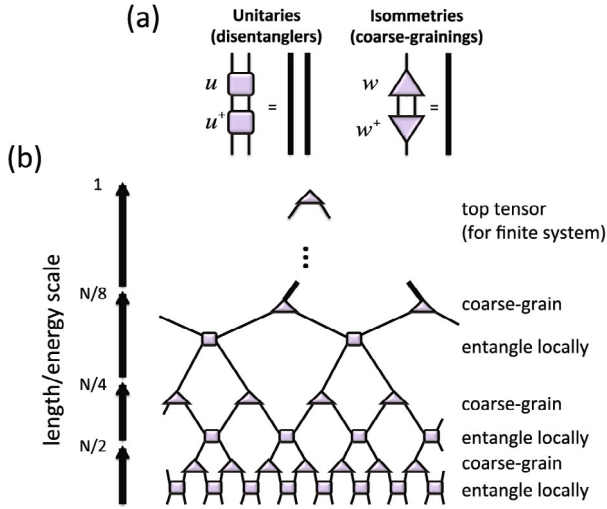 (a)
Unitaries
(disentanglers)
Isommetries
(coarse-grainings)
u
u+
=
w
w+
=
(b)
length/energy scale
1
N/8
N/4
N/2
top tensor
(for finite system)
coarse-grain
entangle locally
coarse-grain
entangle locally
coarse-grain
entangle locally